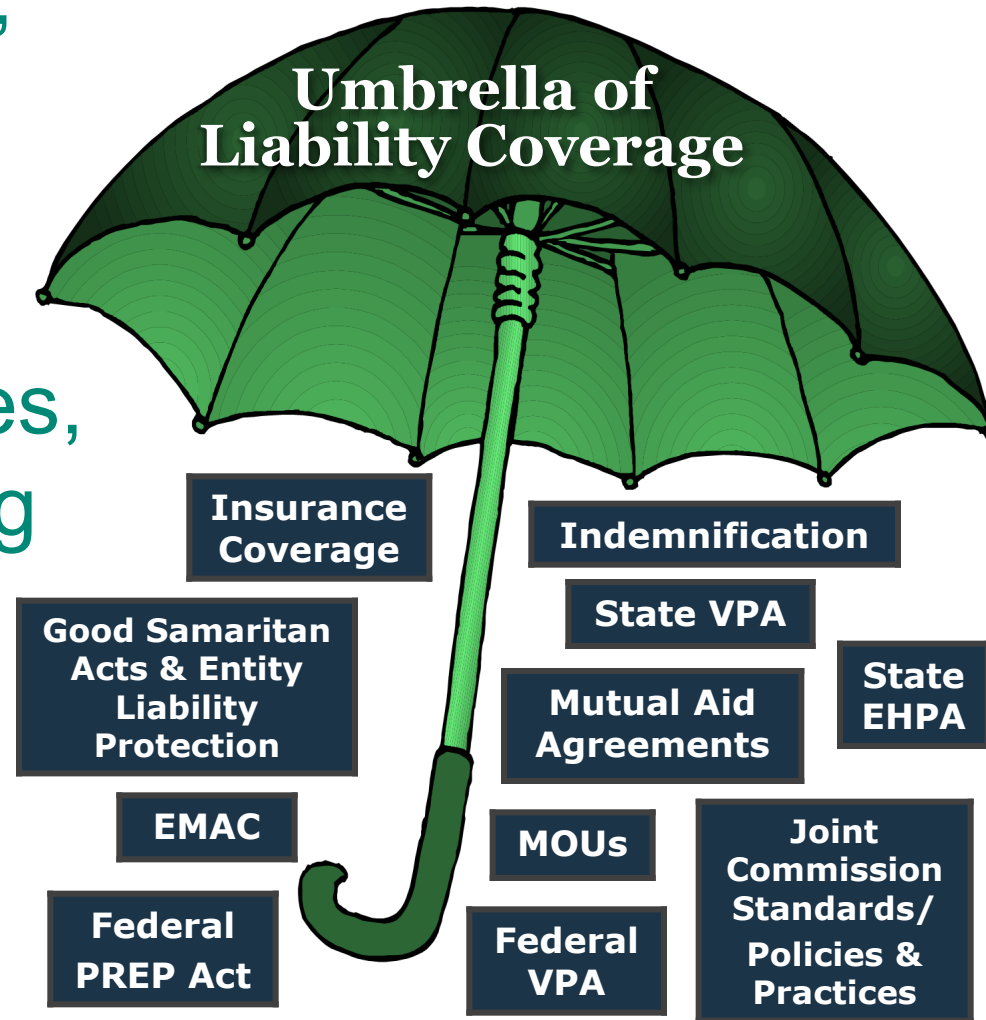 ,
Umbrella of
Liability Coverage
es,
g
Insurance
Coverage
Indemnification
Good Samaritan
Acts & Entity
Liability
Protection
State VPA
State
EHPA
Mutual Aid
Agreements
EMAC
MOUs
Joint
Commission
Standards/
Policies &
Practices
Federal
PREP Act
Federal
VPA